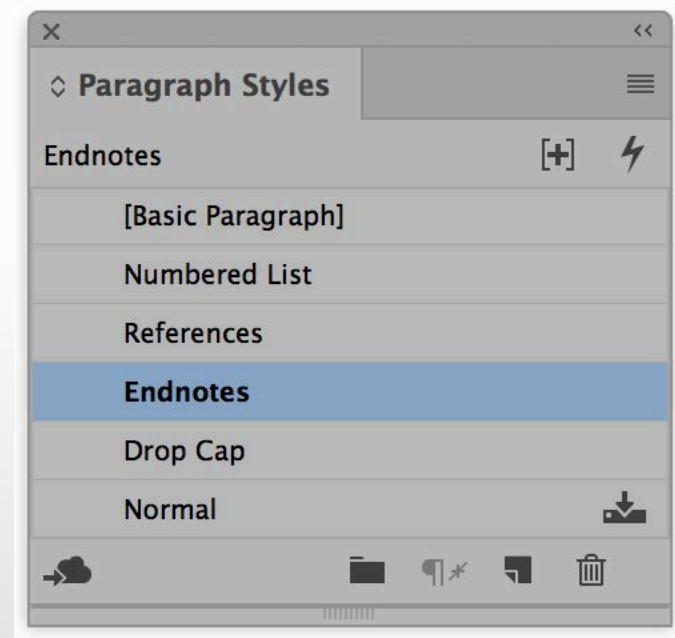 Paragraph Styles
Endnotes
[Basic Paragraph]
Numbered List
References
Endnotes
Drop Cap
Normal